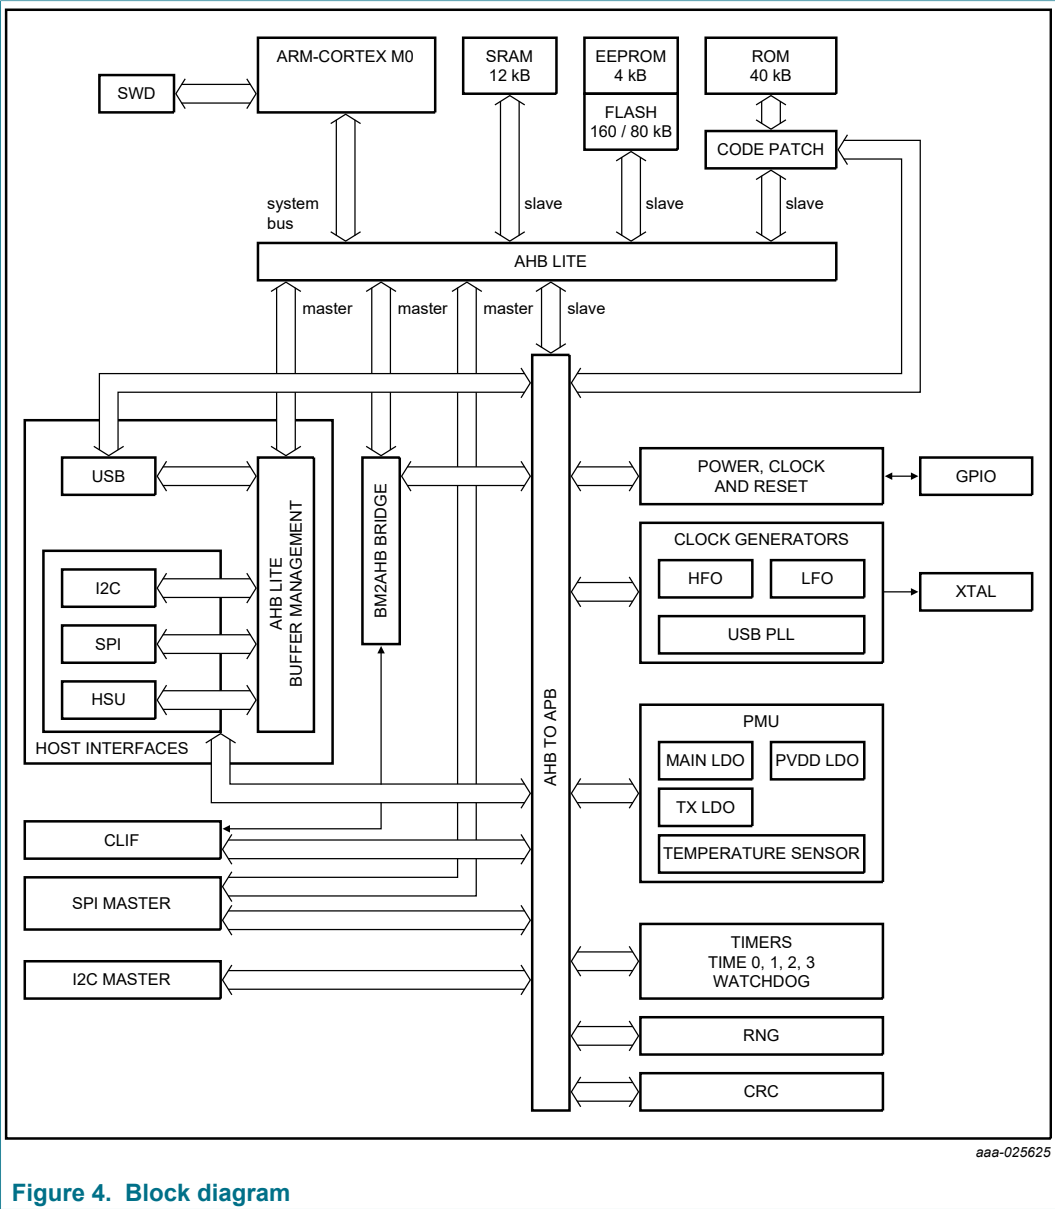 ARM-CORTEX M0
SWD
SRAM
12 kB
EEPROM
4 kB
FLASH
160 / 80 kB
ROM
40 kB
CODE PATCH
system
bus
slave
slave
slave
AHB LITE
master
master
master
slave
USB
I2C
SPI
HSU
AHB LITE
BUFFER MANAGEMENT
HOST INTERFACES
BM2AHB BRIDGE
AHB TO APB
CLIF
SPI MASTER
I2C MASTER
POWER, CLOCK
AND RESET
GPIO
CLOCK GENERATORS
HFO
LFO
USB PLL
XTAL
PMU
MAIN LDO
PVDD LDO
TX LDO
TEMPERATURE SENSOR
TIMERS
TIME 0, 1, 2, 3
WATCHDOG
RNG
CRC
aaa-025625
Figure 4. Block diagram